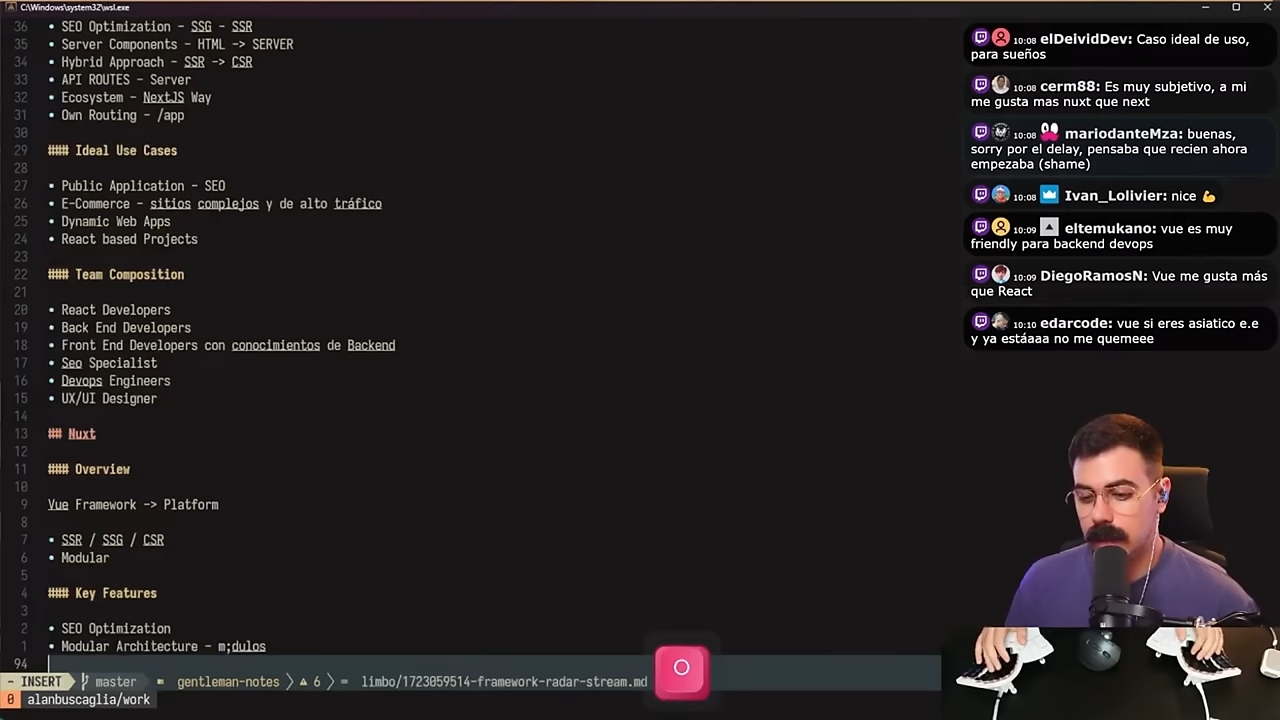 C:\Windows\system32\wsl.exe
36 • SEO Optimization - SSG - SSR
35 • Server Components - HTML -> SERVER
34 • Hybrid Approach - SSR -> CSR
33 • API ROUTES - Server
32 • Ecosystem - NextJS Way
31 • Own Routing - /app
30
29 ### Ideal Use Cases
28
27 • Public Application - SEO
26 • E-Commerce - sitios complejos y de alto tráfico
25 • Dynamic Web Apps
24 • React based Projects
23
22 ### Team Composition
21
20 • React Developers
19 • Back End Developers
18 • Front End Developers con conocimientos de Backend
17 • Seo Specialist
16 • Devops Engineers
15 • UX/UI Designer
14
13 ## Nuxt
12
11 ### Overview
10
9 Vue Framework -> Platform
8
7 • SSR / SSG / CSR
6 • Modular
5
4 ### Key Features
3
2 • SEO Optimization
1 • Modular Architecture - m;dulos
94
- INSERT master gentleman-notes 6 = limbo/1723059514-framework-radar-stream.md
0 alanbuscaglia/work
O
10:08 elDeividDev: Caso ideal de uso,
para sueños
10:08 cerm88: Es muy subjetivo, a mi
me gusta mas nuxt que next
10:08 mariodanteMza: buenas,
sorry por el delay, pensaba que recien ahora
empezaba (shame)
10:08 Ivan_Lolivier: nice 💪
10:09 eltemukano: vue es muy
friendly para backend devops
10:09 DiegoRamosN: Vue me gusta más
que React
10:10 edarcode: vue si eres asiatico e.e
y ya estáaaa no me quemeee